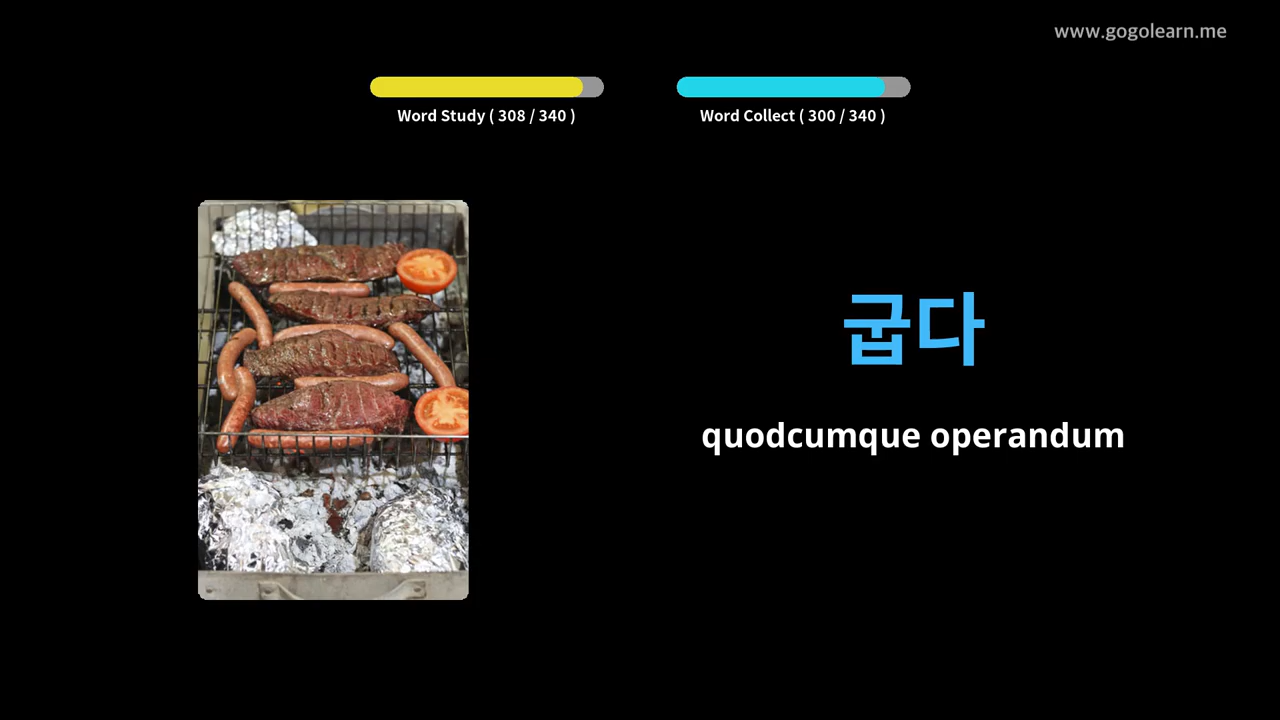 www.gogolearn.me
Word Study ( 308 / 340 )
Word Collect ( 300 / 340 )
굽다
quodcumque operandum